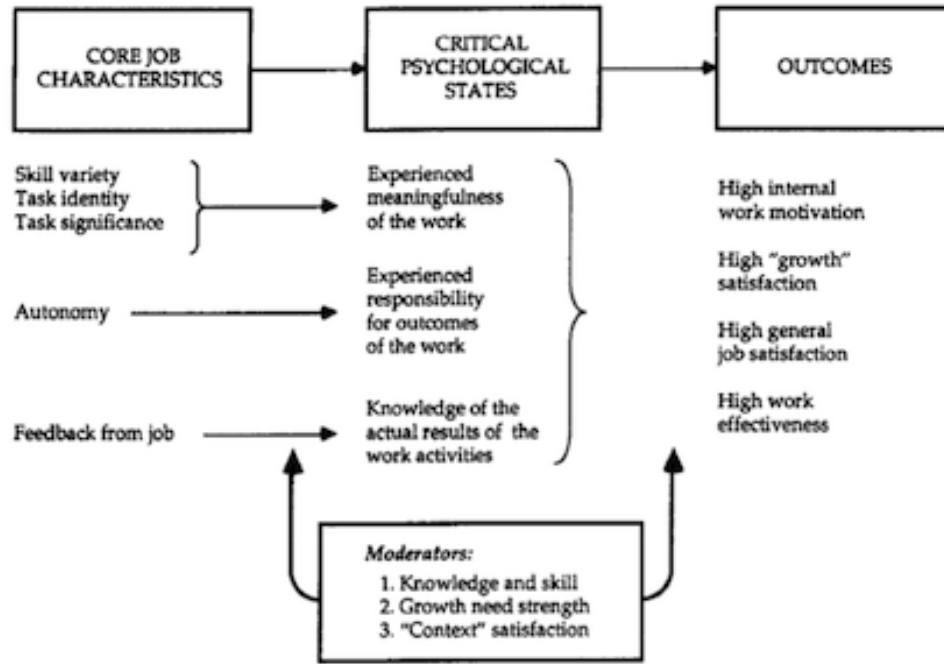 CORE JOB
CHARACTERISTICS
CRITICAL
PSYCHOLOGICAL
STATES
OUTCOMES
Skill variety
Task identity
Task significance
Experienced
meaningfulness
of the work
High internal
work motivation
Autonomy
Experienced
responsibility
for outcomes
of the work
High “growth”
satisfaction
High general
job satisfaction
Feedback from job
Knowledge of the
actual results of the
work activities
High work
effectiveness
Moderators:
1. Knowledge and skill
2. Growth need strength
3. “Context” satisfaction